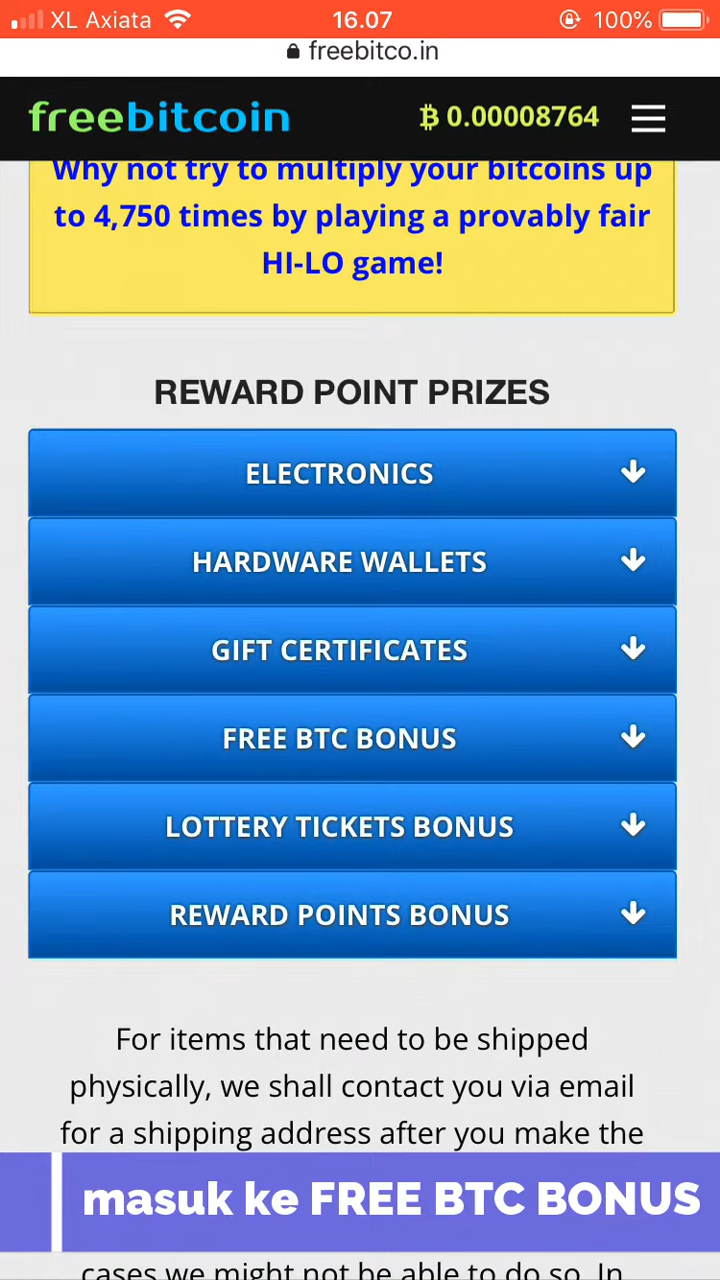 XL Axiata 16.07 100%
freebitco.in
freebitcoin ₿ 0.00008764
Why not try to multiply your bitcoins up
to 4,750 times by playing a provably fair
HI-LO game!
REWARD POINT PRIZES
ELECTRONICS
HARDWARE WALLETS
GIFT CERTIFICATES
FREE BTC BONUS
LOTTERY TICKETS BONUS
REWARD POINTS BONUS
For items that need to be shipped
physically, we shall contact you via email
for a shipping address after you make the
masuk ke FREE BTC BONUS
cases we might not be able to do so. In